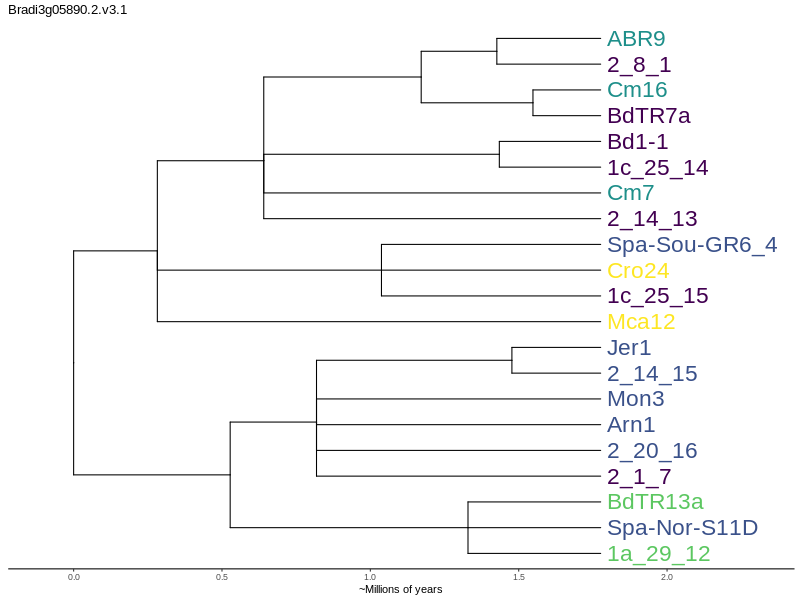 Bradi3g05890.2.v3.1
ABR9
2_8_1
Cm16
BdTR7a
Bd1-1
1c_25_14
Cm7
2_14_13
Spa-Sou-GR6_4
Cro24
1c_25_15
Mca12
Jer1
2_14_15
Mon3
Arn1
2_20_16
2_1_7
BdTR13a
Spa-Nor-S11D
1a_29_12
0.0 0.5 1.0 1.5 2.0
~Millions of years